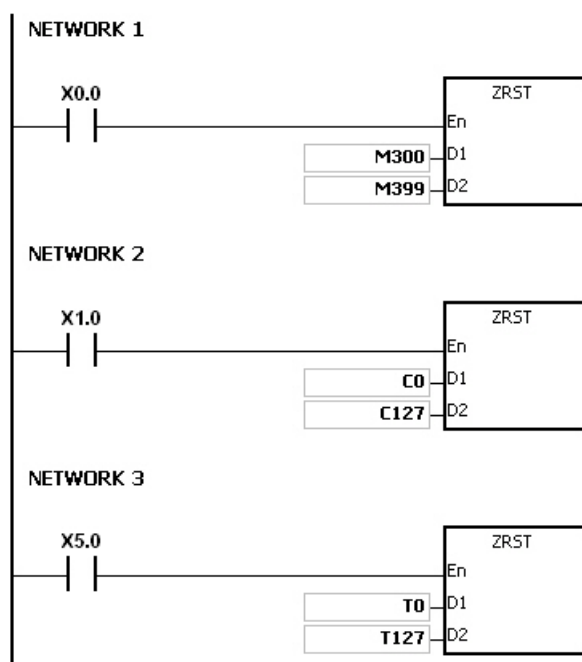 NETWORK 1
X0.0
ZRST
En
M300 D1
M399 D2
NETWORK 2
X1.0
ZRST
En
C0 D1
C127 D2
NETWORK 3
X5.0
ZRST
En
T0 D1
T127 D2